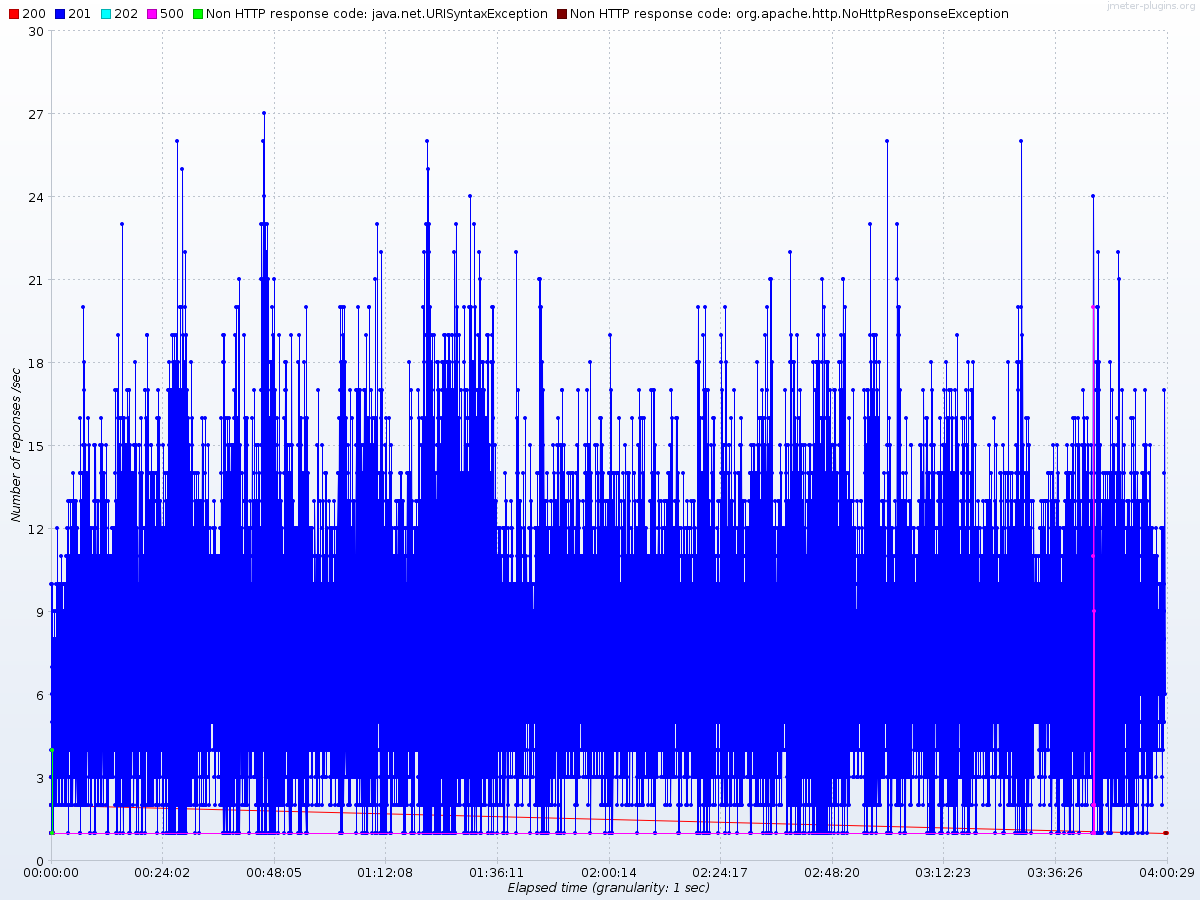 200 201 202 500 Non HTTP response code: java.net.URISyntaxException Non HTTP response code: org.apache.http.NoHttpResponseException
jmeter-plugins.org
30
27
24
21
18
15
12
9
6
3
0
Number of reponses /sec
00:00:00 00:24:02 00:48:05 01:12:08 01:36:11 02:00:14 02:24:17 02:48:20 03:12:23 03:36:26 04:00:29
Elapsed time (granularity: 1 sec)